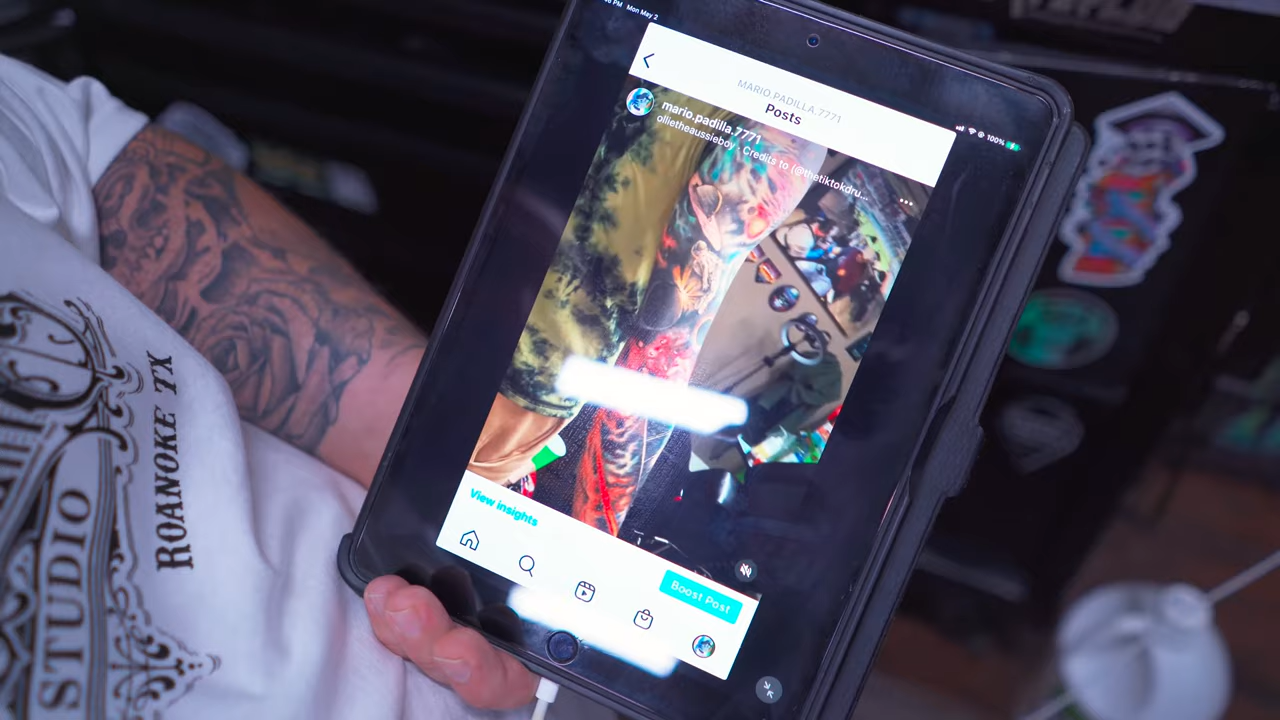 PM Mon May 2
100%
MARIO.PADILLA.7771
Posts
mario.padilla.7771
ollietheaussieboy · Credits to (@thetiktokdru...
View insights
Boost Post
ROANOKE TX
STUDIO